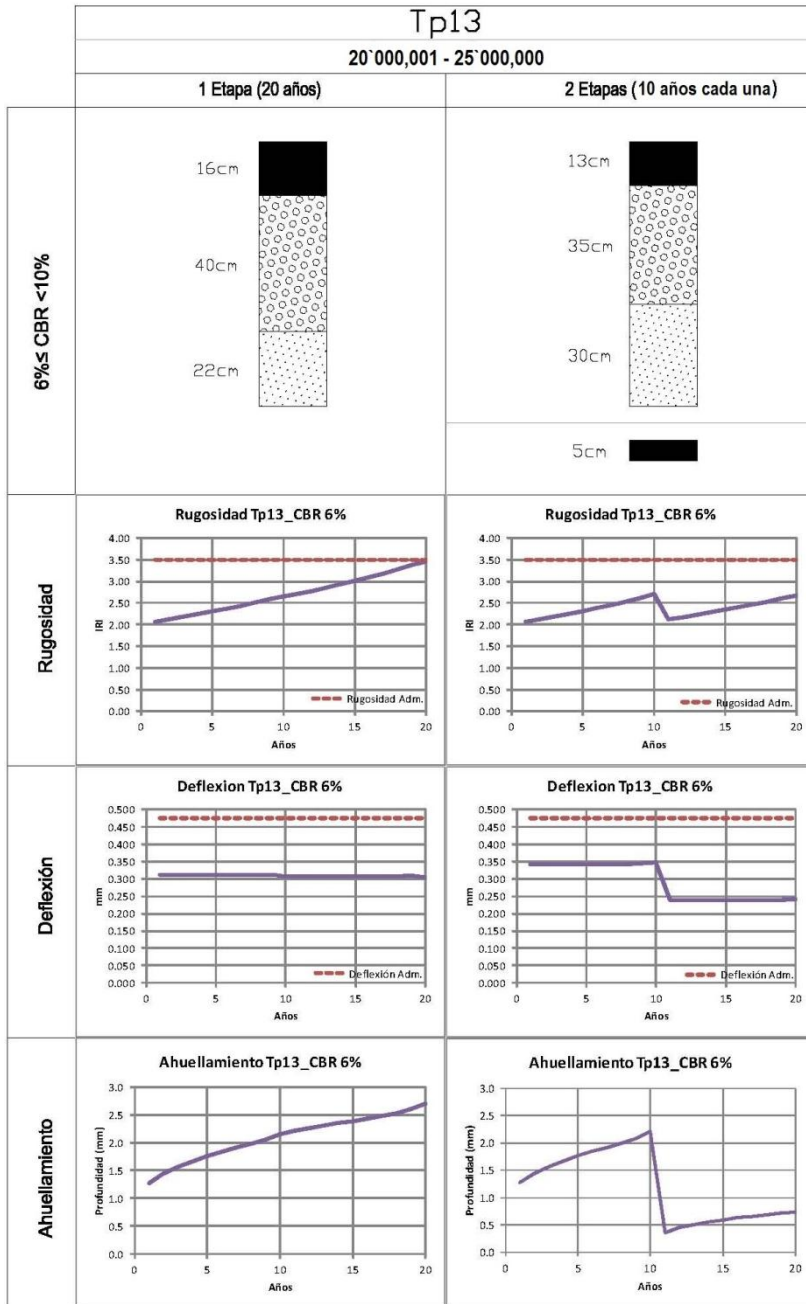 Tp13
20`000,001 - 25`000,000
1 Etapa (20 años)
2 Etapas (10 años cada una)
6%≤ CBR <10%
16cm
40cm
22cm
13cm
35cm
30cm
5cm
Rugosidad
Rugosidad Tp13_CBR 6%
4.00
3.50
3.00
2.50
2.00
1.50
1.00
0.50
0.00
IRI
Rugosidad Adm.
0 5 10 15 20
Años
Rugosidad Tp13_CBR 6%
4.00
3.50
3.00
2.50
2.00
1.50
1.00
0.50
0.00
IRI
Rugosidad Adm.
0 5 10 15 20
Años
Deflexión
Deflexion Tp13_CBR 6%
0.500
0.450
0.400
0.350
0.300
0.250
0.200
0.150
0.100
0.050
0.000
mm
Deflexión Adm.
0 5 10 15 20
Años
Deflexion Tp13_CBR 6%
0.500
0.450
0.400
0.350
0.300
0.250
0.200
0.150
0.100
0.050
0.000
mm
Deflexión Adm.
0 5 10 15 20
Años
Ahuellamiento
Ahuellamiento Tp13_CBR 6%
3.0
2.5
2.0
1.5
1.0
0.5
0.0
Profundidad (mm)
0 5 10 15 20
Años
Ahuellamiento Tp13_CBR 6%
3.0
2.5
2.0
1.5
1.0
0.5
0.0
Profundidad (mm)
0 5 10 15 20
Años